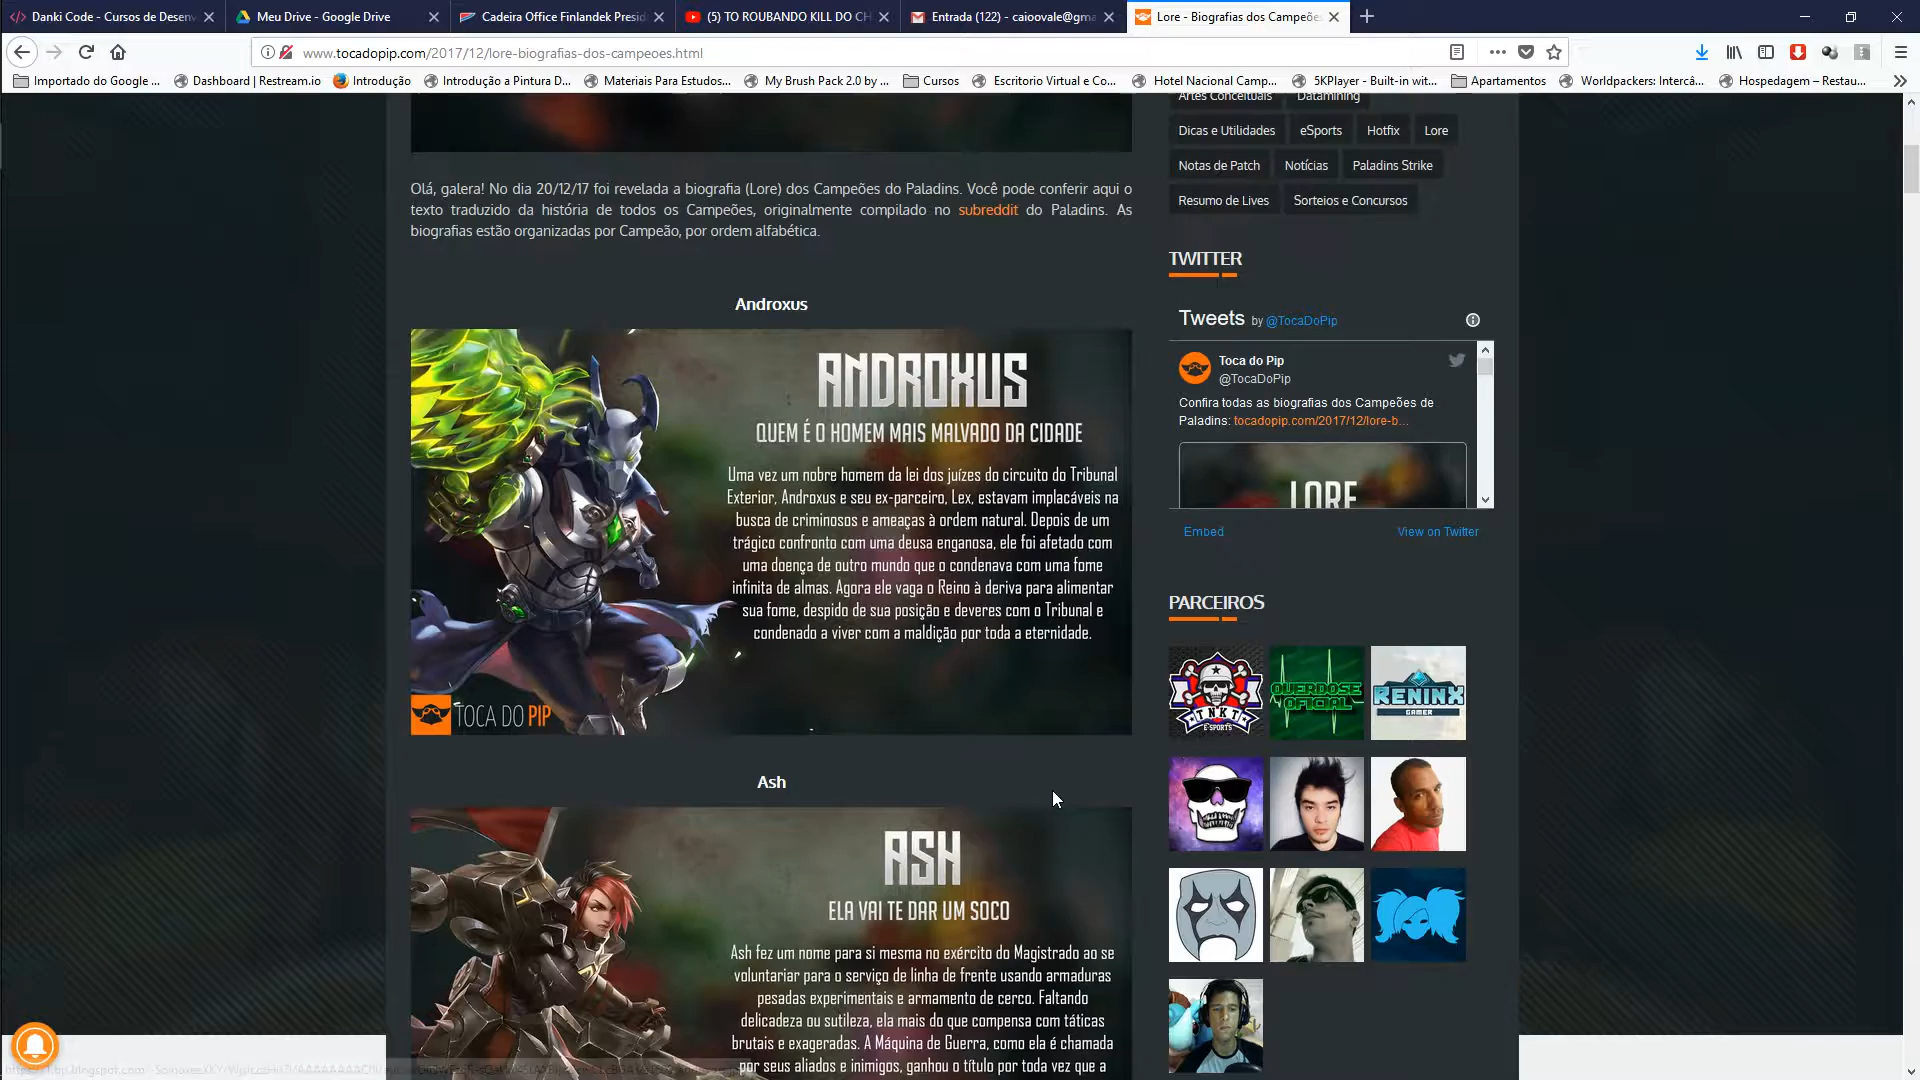 Danki Code - Cursos de Desen
Meu Drive - Google Drive
Cadeira Office Finlandek Presid
(5) TO ROUBANDO KILL DO CH
Entrada (122) - caioovale@gma
Lore - Biografias dos Campeões
www.tocadopip.com/2017/12/lore-biografias-dos-campeoes.html
Importado do Google ...
Dashboard | Restream.io
Introdução
Introdução a Pintura D...
Materiais Para Estudos...
My Brush Pack 2.0 by ...
Cursos
Escritorio Virtual e Co...
Hotel Nacional Camp...
5KPlayer - Built-in wit...
Apartamentos
Worldpackers: Intercâ...
Hospedagem – Restau...
Artes Conceituais Datamining
Dicas e Utilidades eSports Hotfix Lore
Notas de Patch Notícias Paladins Strike
Resumo de Lives Sorteios e Concursos
Olá, galera! No dia 20/12/17 foi revelada a biografia (Lore) dos Campeões do Paladins. Você pode conferir aqui o
texto traduzido da história de todos os Campeões, originalmente compilado no subreddit do Paladins. As
biografias estão organizadas por Campeão, por ordem alfabética.
Androxus
ANDROXUS
QUEM É O HOMEM MAIS MALVADO DA CIDADE
Uma vez um nobre homem da lei dos juízes do circuito do Tribunal
Exterior, Androxus e seu ex-parceiro, Lex, estavam implacáveis na
busca de criminosos e ameaças à ordem natural. Depois de um
trágico confronto com uma deusa enganosa, ele foi afetado com
uma doença de outro mundo que o condenava com uma fome
infinita de almas. Agora ele vaga o Reino à deriva para alimentar
sua fome, despido de sua posição e deveres com o Tribunal e
condenado a viver com a maldição por toda a eternidade.
TOCA DO PIP
Ash
ASH
ELA VAI TE DAR UM SOCO
Ash fez um nome para si mesma no exército do Magistrado ao se
voluntariar para o serviço de linha de frente usando armaduras
pesadas experimentais e armamento de cerco. Faltando
delicadeza ou sutileza, ela mais do que compensa com táticas
brutais e exageradas. A Máquina de Guerra, como ela é chamada
por seus aliados e inimigos, ganhou o título por toda vez que a
TWITTER
Tweets by @TocaDoPip
Toca do Pip
@TocaDoPip
Confira todas as biografias dos Campeões de
Paladins: tocadopip.com/2017/12/lore-b...
LORE
Embed View on Twitter
PARCEIROS
TNKT
E-SPORTS
OVERDOSE
OFICIAL
RENINX
GAMER